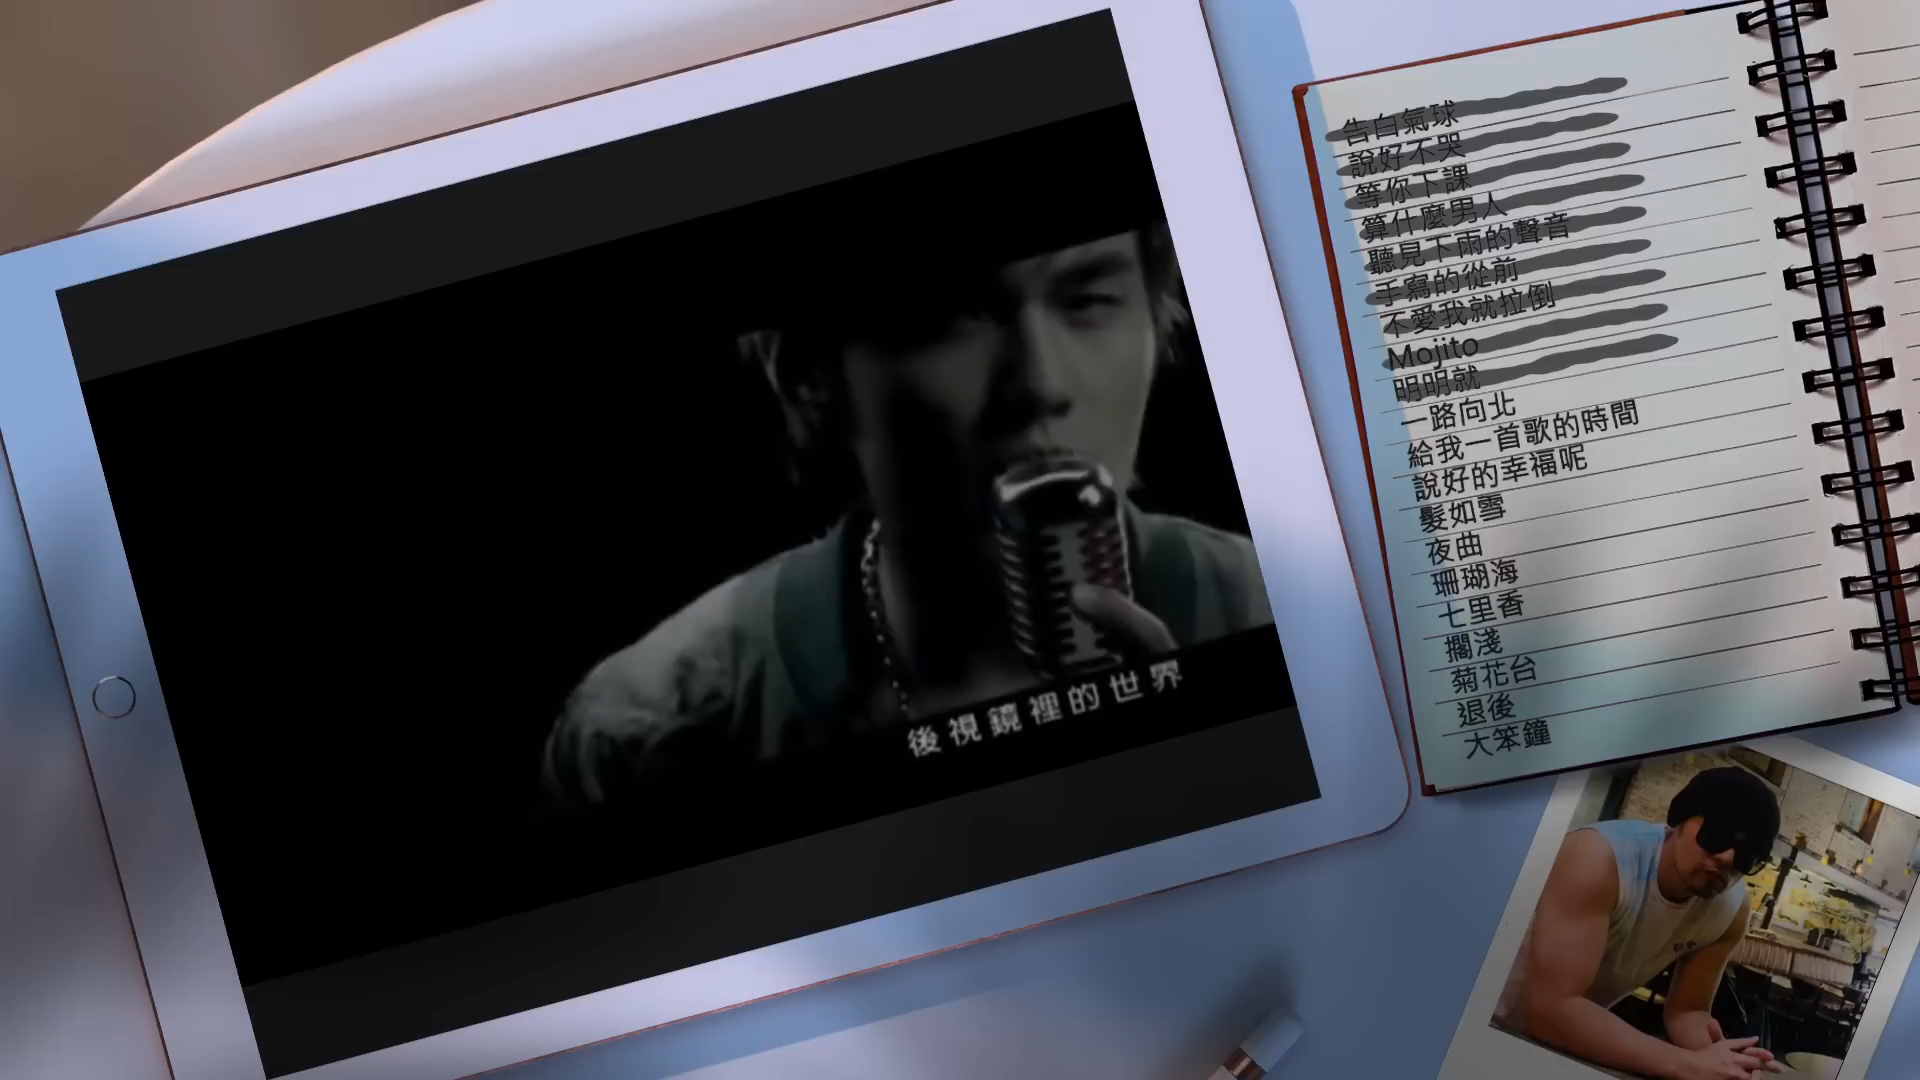 後視鏡裡的世界
告白氣球
說好不哭
等你下課
算什麼男人
聽見下雨的聲音
手寫的從前
不愛我就拉倒
Mojito
明明就
一路向北
給我一首歌的時間
說好的幸福呢
髮如雪
夜曲
珊瑚海
七里香
擱淺
菊花台
退後
大笨鐘